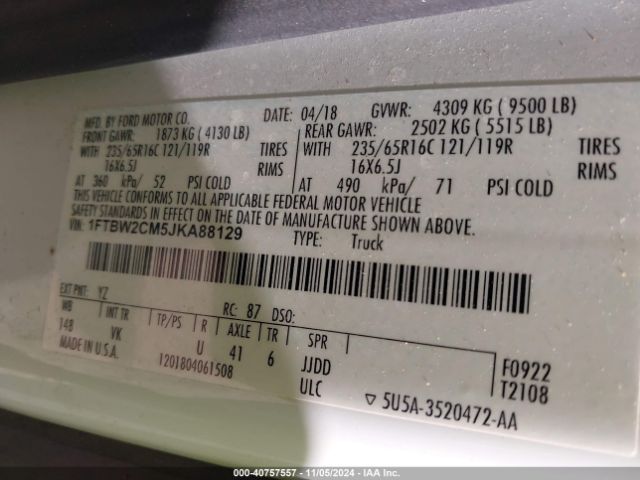 MFD. BY FORD MOTOR CO. DATE: 04/18 GVWR: 4309 KG ( 9500 LB)
FRONT GAWR: 1873 KG ( 4130 LB) REAR GAWR: 2502 KG ( 5515 LB)
WITH 235/65R16C 121/119R TIRES WITH 235/65R16C 121/119R TIRES
16X6.5J RIMS 16X6.5J RIMS
AT 360 kPa/ 52 PSI COLD AT 490 kPa/ 71 PSI COLD
THIS VEHICLE CONFORMS TO ALL APPLICABLE FEDERAL MOTOR VEHICLE
SAFETY STANDARDS IN EFFECT ON THE DATE OF MANUFACTURE SHOWN ABOVE.
VIN: 1FTBW2CM5JKA88129
TYPE: Truck
EXT PNT: YZ RC: 87 DSO:
WB INT TR TP/PS R AXLE TR SPR
148 VK U 41 6 JJDD F0922
MADE IN U.S.A. 1201804061508 ULC T2108
▽ 5U5A-3520472-AA
000-40757557 - 11/05/2024 - IAA Inc.